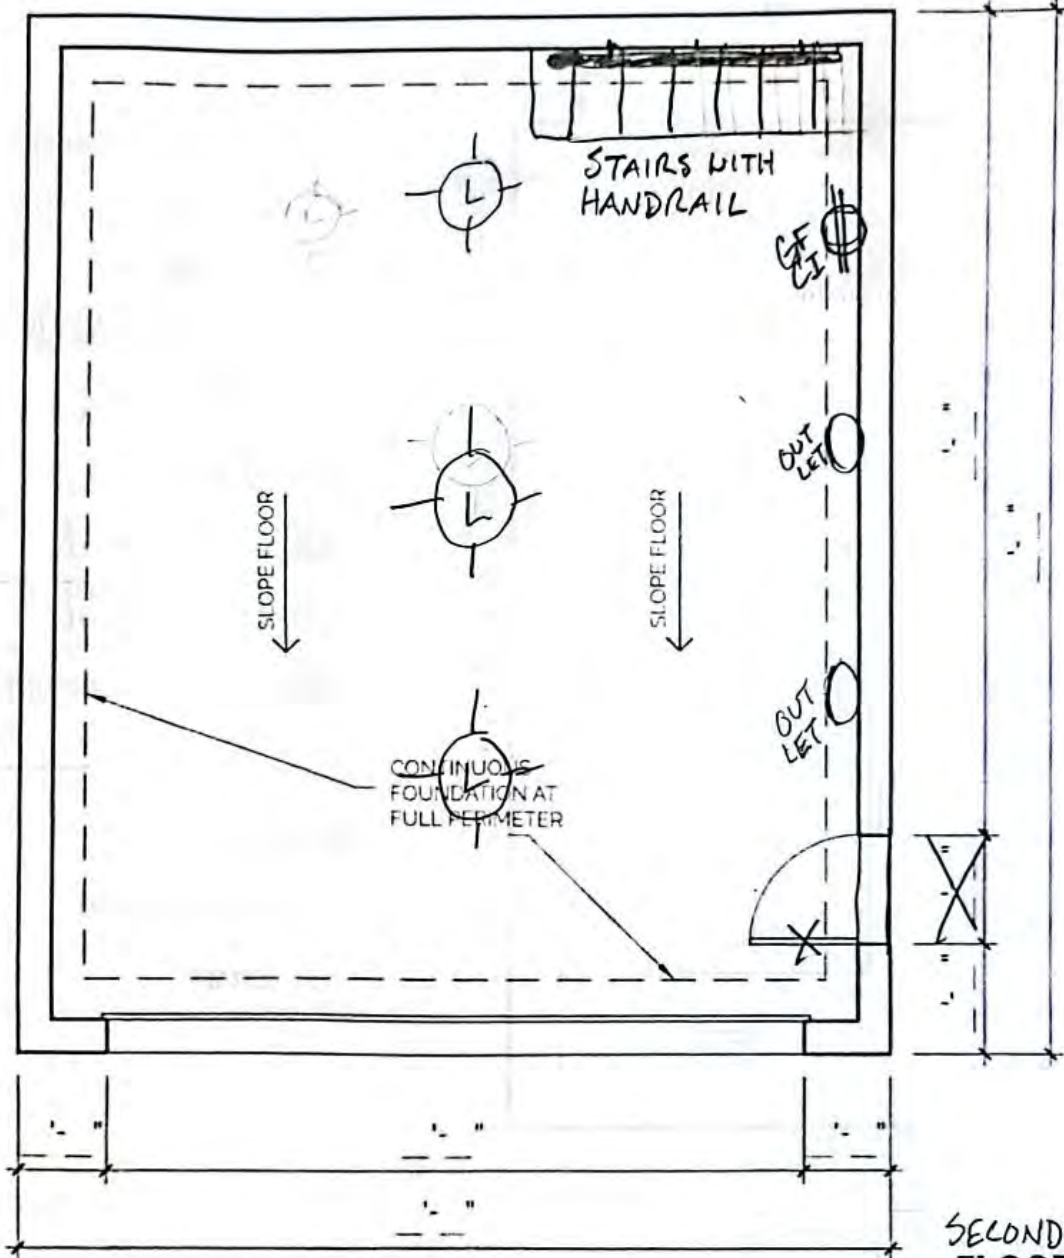 STAIRS WITH
HANDRAIL
L
GF
CI
OUT
LET
L
SLOPE FLOOR
SLOPE FLOOR
OUT
LET
L
CONTINUOUS
FOUNDATION AT
FULL PERIMETER
'- "
'- "
'- "
'- "
'- "
'- "
'- "
'- "
SECOND